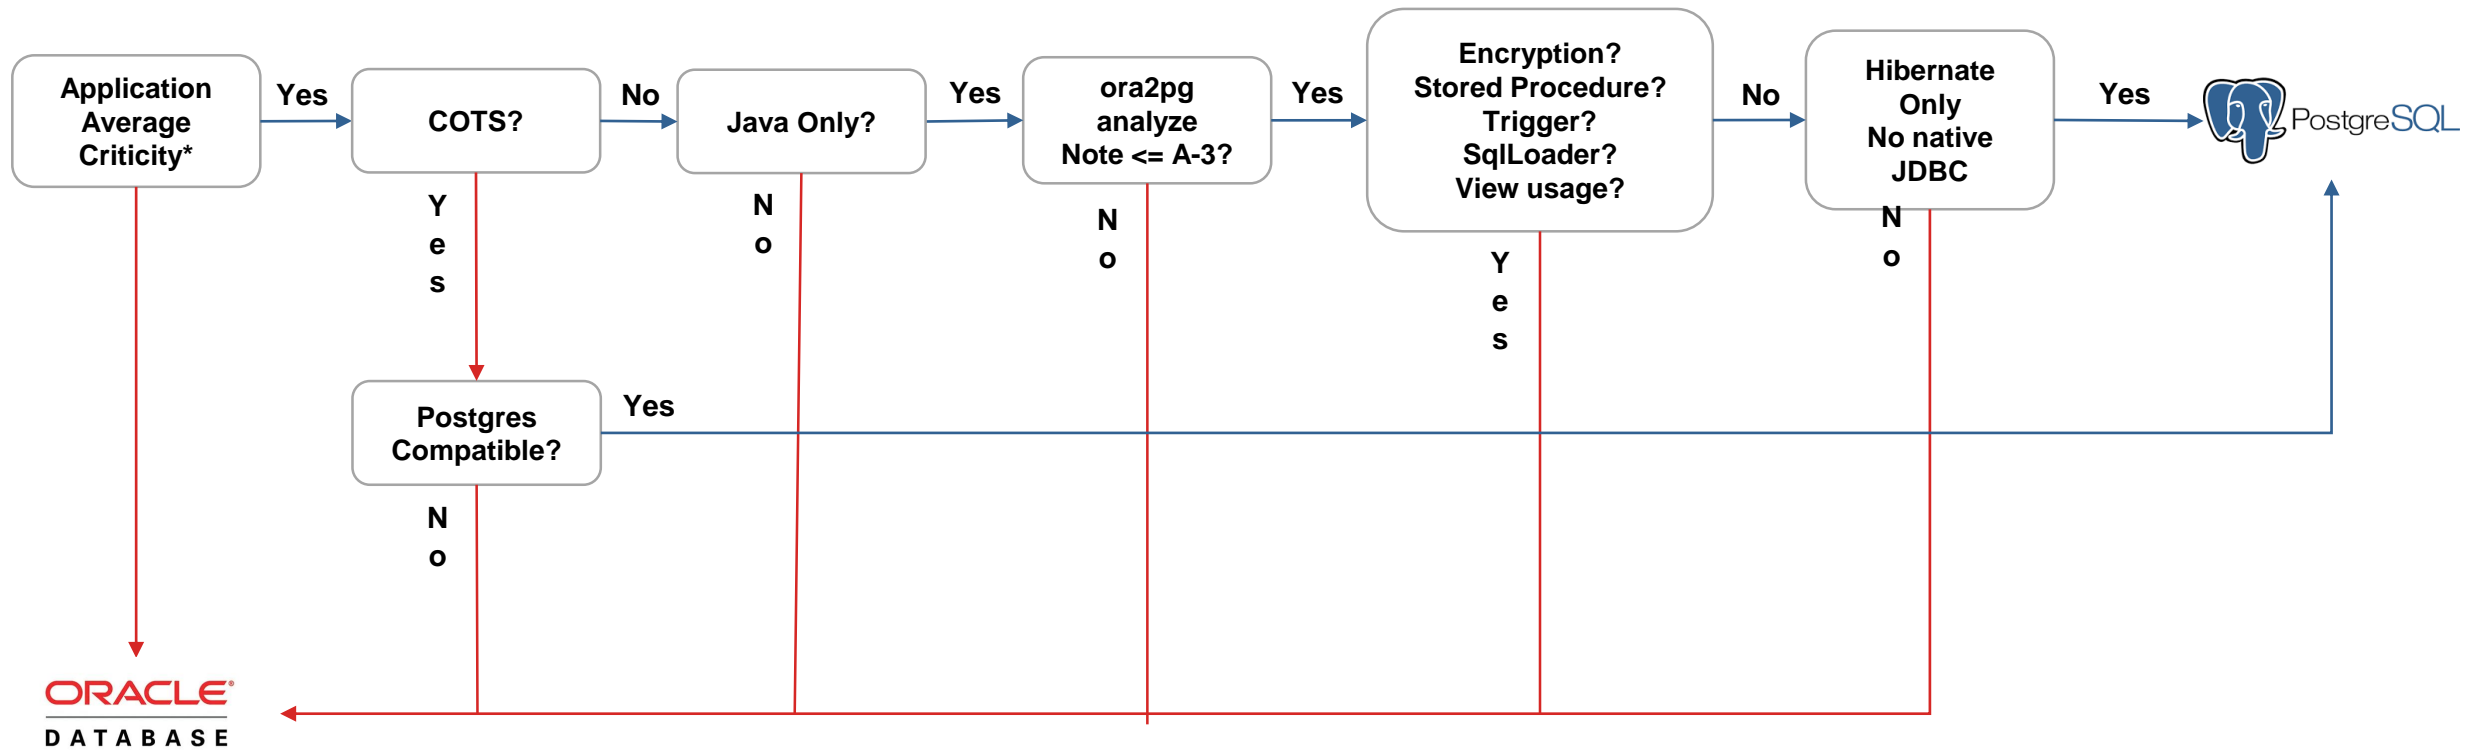 Application
Average
Criticity*
Yes
COTS?
No
Java Only?
Yes
ora2pg
analyze
Note <= A-3?
Yes
Encryption?
Stored Procedure?
Trigger?
SqlLoader?
View usage?
No
Hibernate
Only
No native
JDBC
Yes
PostgreSQL
Y
e
s
N
o
N
o
Y
e
s
N
o
Postgres
Compatible?
Yes
N
o
ORACLE®
DATABASE